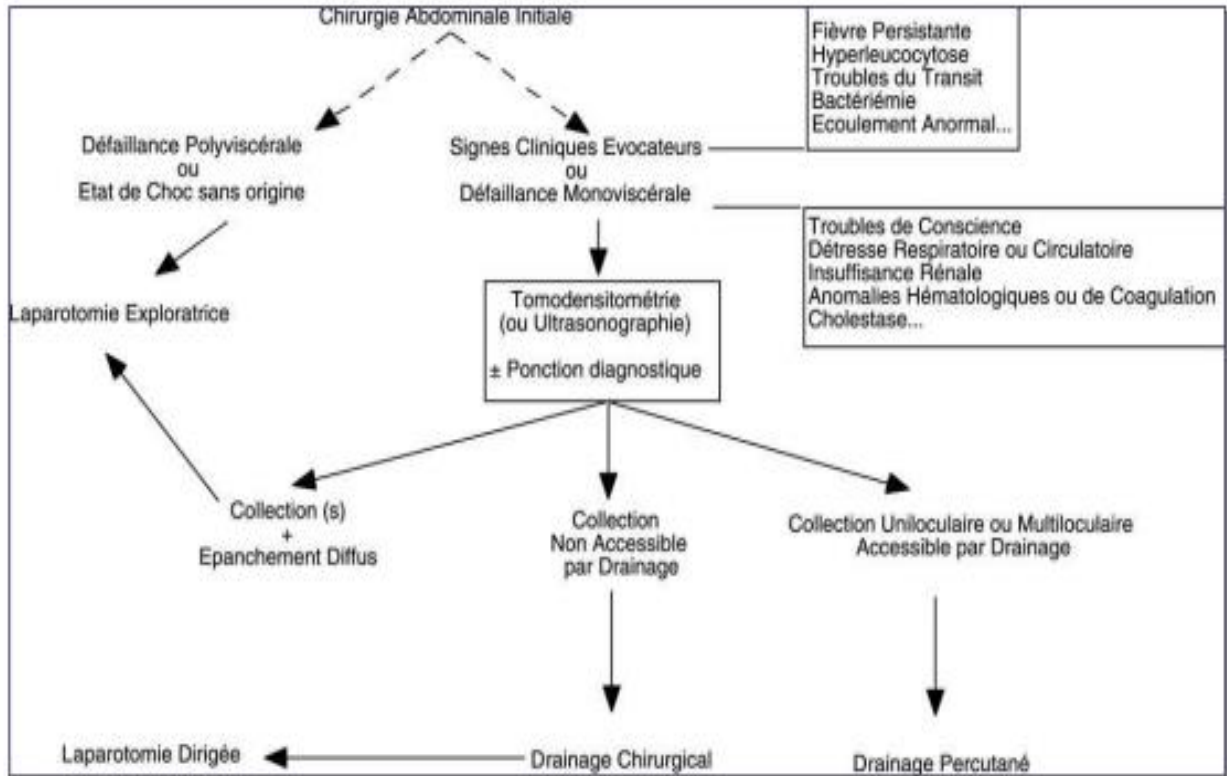 Chirurgie Abdominale Initiale
Fièvre Persistante
Hyperleucocytose
Troubles du Transit
Bactériémie
Ecoulement Anormal...
Défaillance Polyviscérale
ou
Etat de Choc sans origine
Signes Cliniques Evocateurs
ou
Défaillance Monoviscérale
Troubles de Conscience
Détresse Respiratoire ou Circulatoire
Insuffisance Rénale
Anomalies Hématologiques ou de Coagulation
Cholestase...
Laparotomie Exploratrice
Tomodensitométrie
(ou Ultrasonographie)
± Ponction diagnostique
Collection (s)
+
Epanchement Diffus
Collection
Non Accessible
par Drainage
Collection Uniloculaire ou Multiloculaire
Accessible par Drainage
Laparotomie Dirigée
Drainage Chirurgical
Drainage Percutané